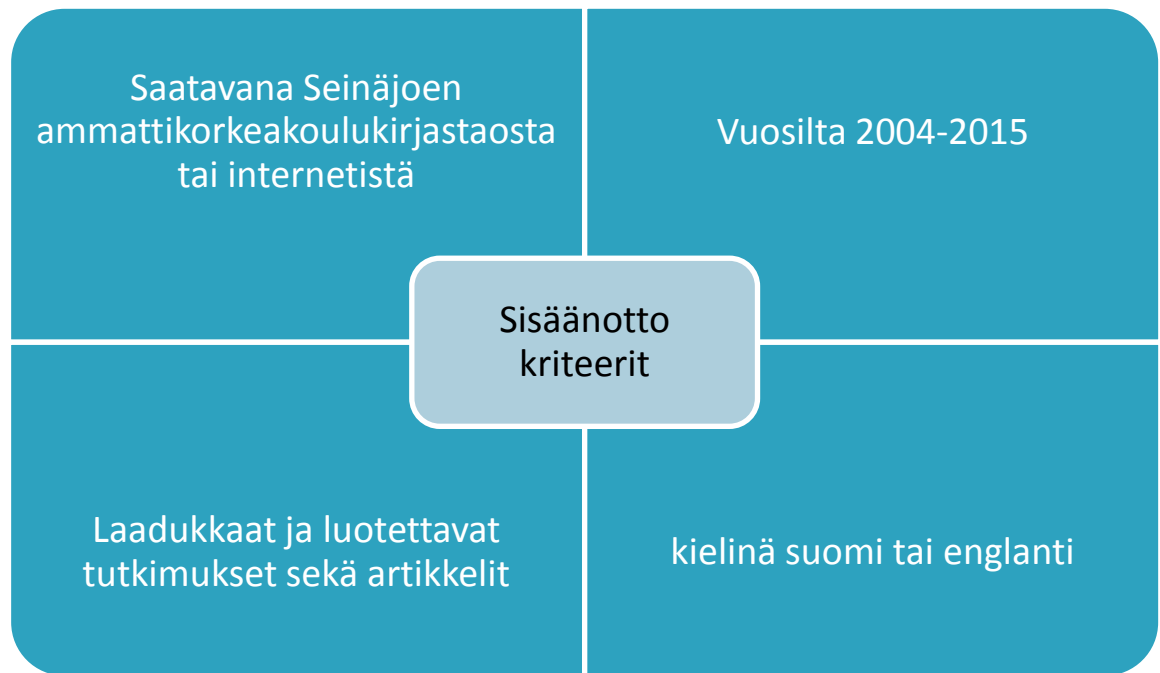 Saatavana Seinäjoen
ammattikorkeakoulukirjastaosta
tai internetistä
Vuosilta 2004-2015
Sisäänotto
kriteerit
Laadukkaat ja luotettavat
tutkimukset sekä artikkelit
kielinä suomi tai englanti